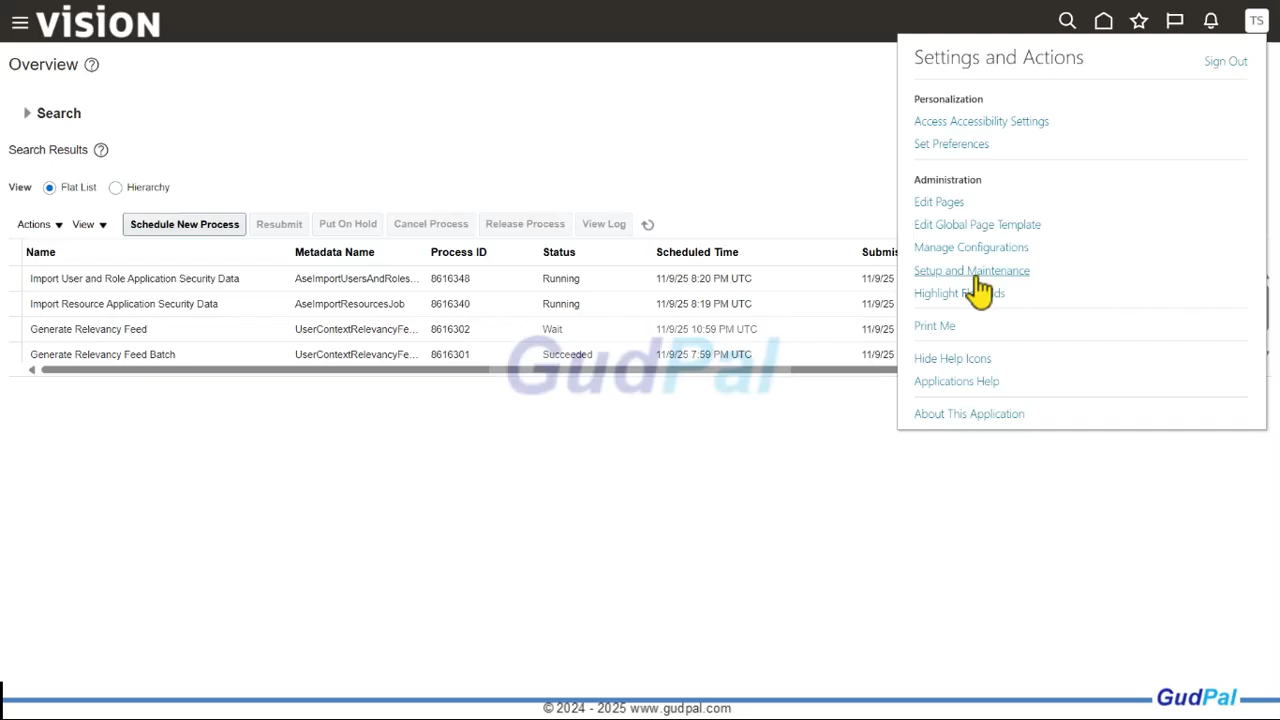 VISION
TS
Overview
Search
Search Results
View Flat List Hierarchy
Actions View Schedule New Process Resubmit Put On Hold Cancel Process Release Process View Log
Name Metadata Name Process ID Status Scheduled Time Submis
Import User and Role Application Security Data AseImportUsersAndRoles... 8616348 Running 11/9/25 8:20 PM UTC 11/9/25
Import Resource Application Security Data AseImportResourcesJob 8616340 Running 11/9/25 8:19 PM UTC 11/9/25
Generate Relevancy Feed UserContextRelevancyFe... 8616302 Wait 11/9/25 10:59 PM UTC 11/9/25
Generate Relevancy Feed Batch UserContextRelevancyFe... 8616301 Succeeded 11/9/25 7:59 PM UTC 11/9/25
GudPal
Settings and Actions
Sign Out
Personalization
Access Accessibility Settings
Set Preferences
Administration
Edit Pages
Edit Global Page Template
Manage Configurations
Setup and Maintenance
Highlight
Print Me
Hide Help Icons
Applications Help
About This Application
GudPal
© 2024 - 2025 www.gudpal.com